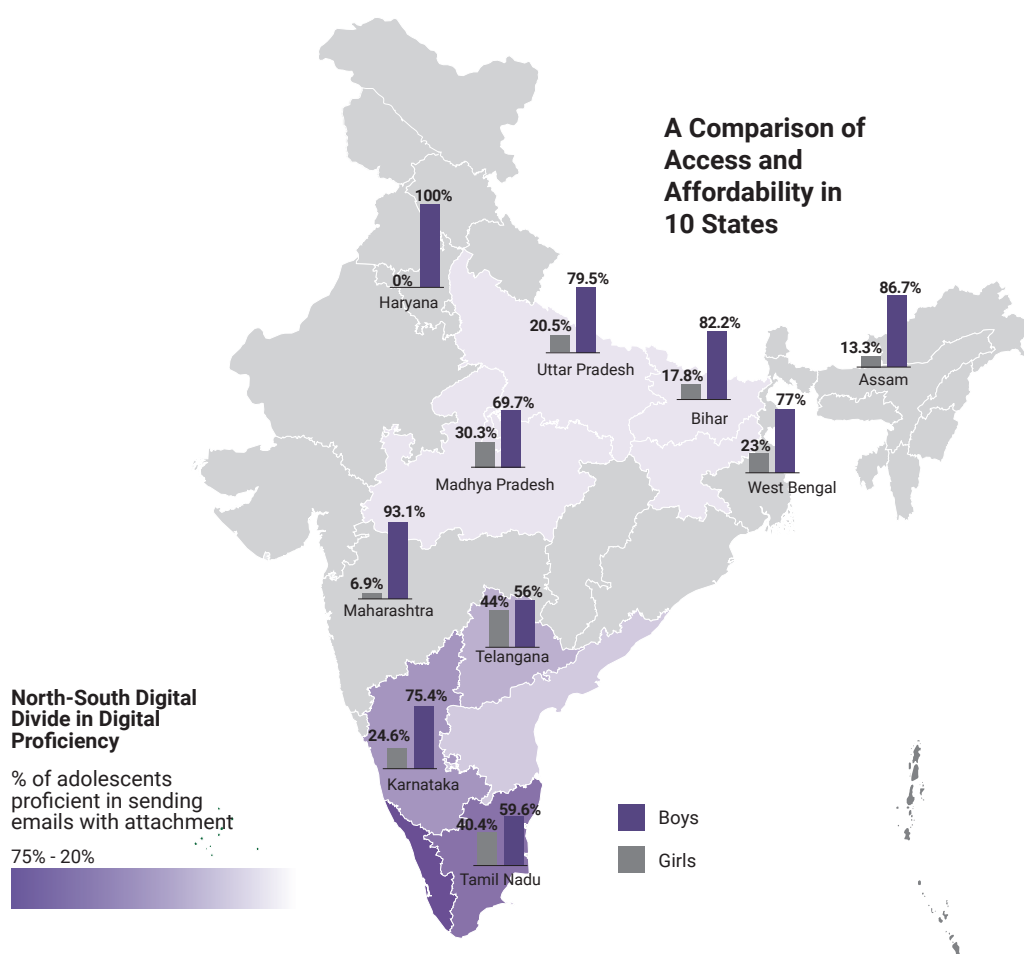 A Comparison of
Access and
Affordability in
10 States
100%
0%
Haryana
79.5%
20.5%
Uttar Pradesh
82.2%
17.8%
Bihar
86.7%
13.3%
Assam
69.7%
30.3%
Madhya Pradesh
77%
23%
West Bengal
93.1%
6.9%
Maharashtra
44%
56%
Telangana
75.4%
24.6%
Karnataka
59.6%
40.4%
Tamil Nadu
North-South Digital
Divide in Digital
Proficiency
% of adolescents
proficient in sending
emails with attachment
75% - 20%
Boys
Girls